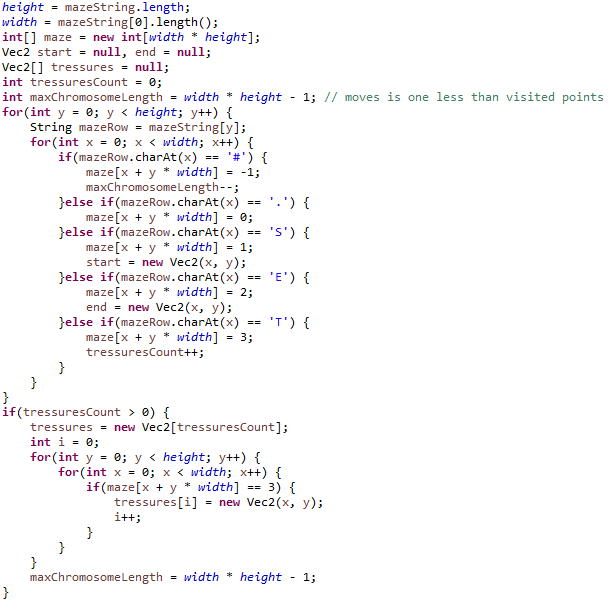 height = mazeString.length;
width = mazeString[0].length();
int[] maze = new int[width * height];
Vec2 start = null, end = null;
Vec2[] tressures = null;
int tressuresCount = 0;
int maxChromosomeLength = width * height - 1; // moves is one less than visited points
for(int y = 0; y < height; y++) {
    String mazeRow = mazeString[y];
    for(int x = 0; x < width; x++) {
        if(mazeRow.charAt(x) == '#') {
            maze[x + y * width] = -1;
            maxChromosomeLength--;
        }else if(mazeRow.charAt(x) == '.') {
            maze[x + y * width] = 0;
        }else if(mazeRow.charAt(x) == 'S') {
            maze[x + y * width] = 1;
            start = new Vec2(x, y);
        }else if(mazeRow.charAt(x) == 'E') {
            maze[x + y * width] = 2;
            end = new Vec2(x, y);
        }else if(mazeRow.charAt(x) == 'T') {
            maze[x + y * width] = 3;
            tressuresCount++;
        }
    }
}
if(tressuresCount > 0) {
    tressures = new Vec2[tressuresCount];
    int i = 0;
    for(int y = 0; y < height; y++) {
        for(int x = 0; x < width; x++) {
            if(maze[x + y * width] == 3) {
                tressures[i] = new Vec2(x, y);
                i++;
            }
        }
    }
    maxChromosomeLength = width * height - 1;
}